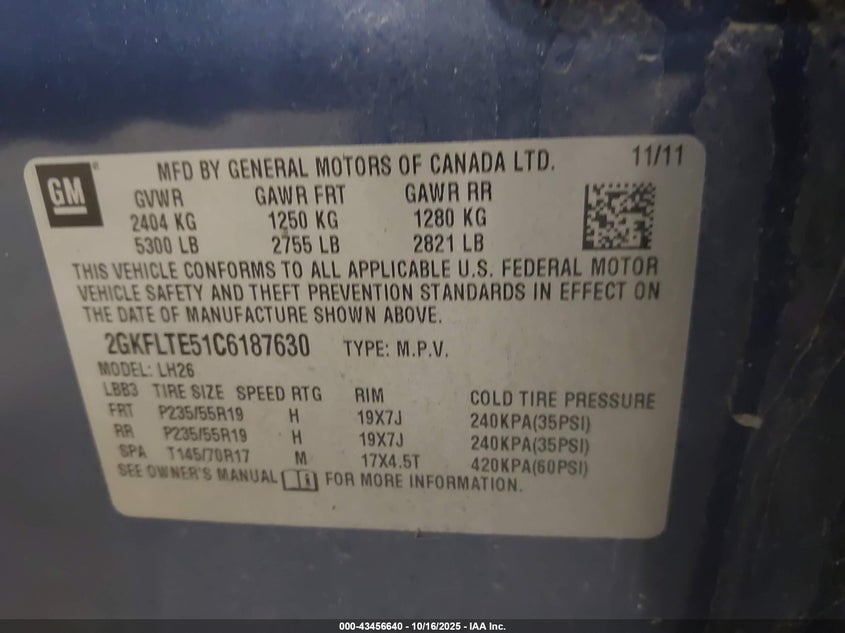 GM
MFD BY GENERAL MOTORS OF CANADA LTD. 11/11
GVWR GAWR FRT GAWR RR
2404 KG 1250 KG 1280 KG
5300 LB 2755 LB 2821 LB
THIS VEHICLE CONFORMS TO ALL APPLICABLE U.S. FEDERAL MOTOR
VEHICLE SAFETY AND THEFT PREVENTION STANDARDS IN EFFECT ON
THE DATE OF MANUFACTURE SHOWN ABOVE.
2GKFLTE51C6187630 TYPE: M.P.V.
MODEL: LH26
LBB3 TIRE SIZE SPEED RTG RIM COLD TIRE PRESSURE
FRT P235/55R19 H 19X7J 240KPA(35PSI)
RR P235/55R19 H 19X7J 240KPA(35PSI)
SPA T145/70R17 M 17X4.5T 420KPA(60PSI)
SEE OWNER'S MANUAL FOR MORE INFORMATION.
000-43456640 - 10/16/2025 - IAA Inc.